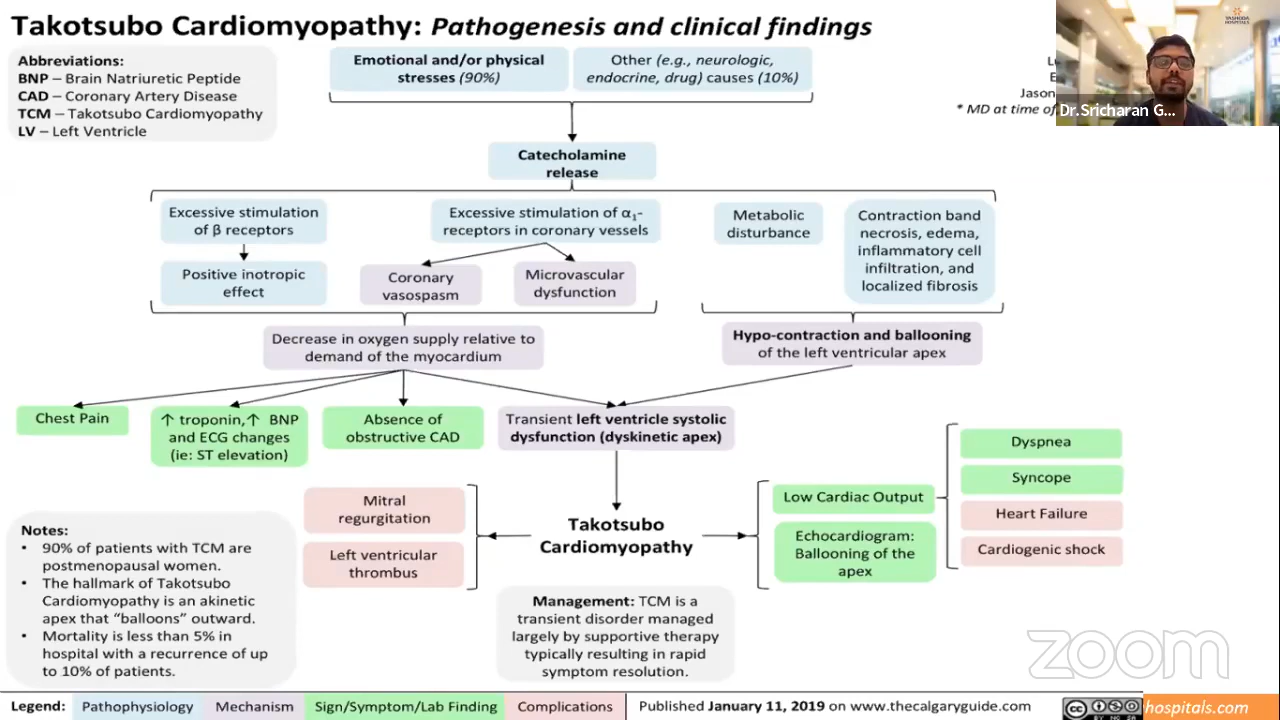 Takotsubo Cardiomyopathy: Pathogenesis and clinical findings
Abbreviations:
BNP – Brain Natriuretic Peptide
CAD – Coronary Artery Disease
TCM – Takotsubo Cardiomyopathy
LV – Left Ventricle
Emotional and/or physical
stresses (90%)
Other (e.g., neurologic,
endocrine, drug) causes (10%)
Jason
* MD at time of
YASHODA
HOSPITALS
Dr.Sricharan G...
Catecholamine
release
Excessive stimulation
of β receptors
Excessive stimulation of α1-
receptors in coronary vessels
Metabolic
disturbance
Contraction band
necrosis, edema,
inflammatory cell
infiltration, and
localized fibrosis
Positive inotropic
effect
Coronary
vasospasm
Microvascular
dysfunction
Decrease in oxygen supply relative to
demand of the myocardium
Hypo-contraction and ballooning
of the left ventricular apex
Chest Pain
↑ troponin,↑ BNP
and ECG changes
(ie: ST elevation)
Absence of
obstructive CAD
Transient left ventricle systolic
dysfunction (dyskinetic apex)
Mitral
regurgitation
Left ventricular
thrombus
Takotsubo
Cardiomyopathy
Low Cardiac Output
Echocardiogram:
Ballooning of the
apex
Dyspnea
Syncope
Heart Failure
Cardiogenic shock
Notes:
• 90% of patients with TCM are
postmenopausal women.
• The hallmark of Takotsubo
Cardiomyopathy is an akinetic
apex that “balloons” outward.
• Mortality is less than 5% in
hospital with a recurrence of up
to 10% of patients.
Management: TCM is a
transient disorder managed
largely by supportive therapy
typically resulting in rapid
symptom resolution.
zoom
Legend: Pathophysiology Mechanism Sign/Symptom/Lab Finding Complications Published January 11, 2019 on www.thecalgaryguide.com
cc BY NC SA
hospitals.com